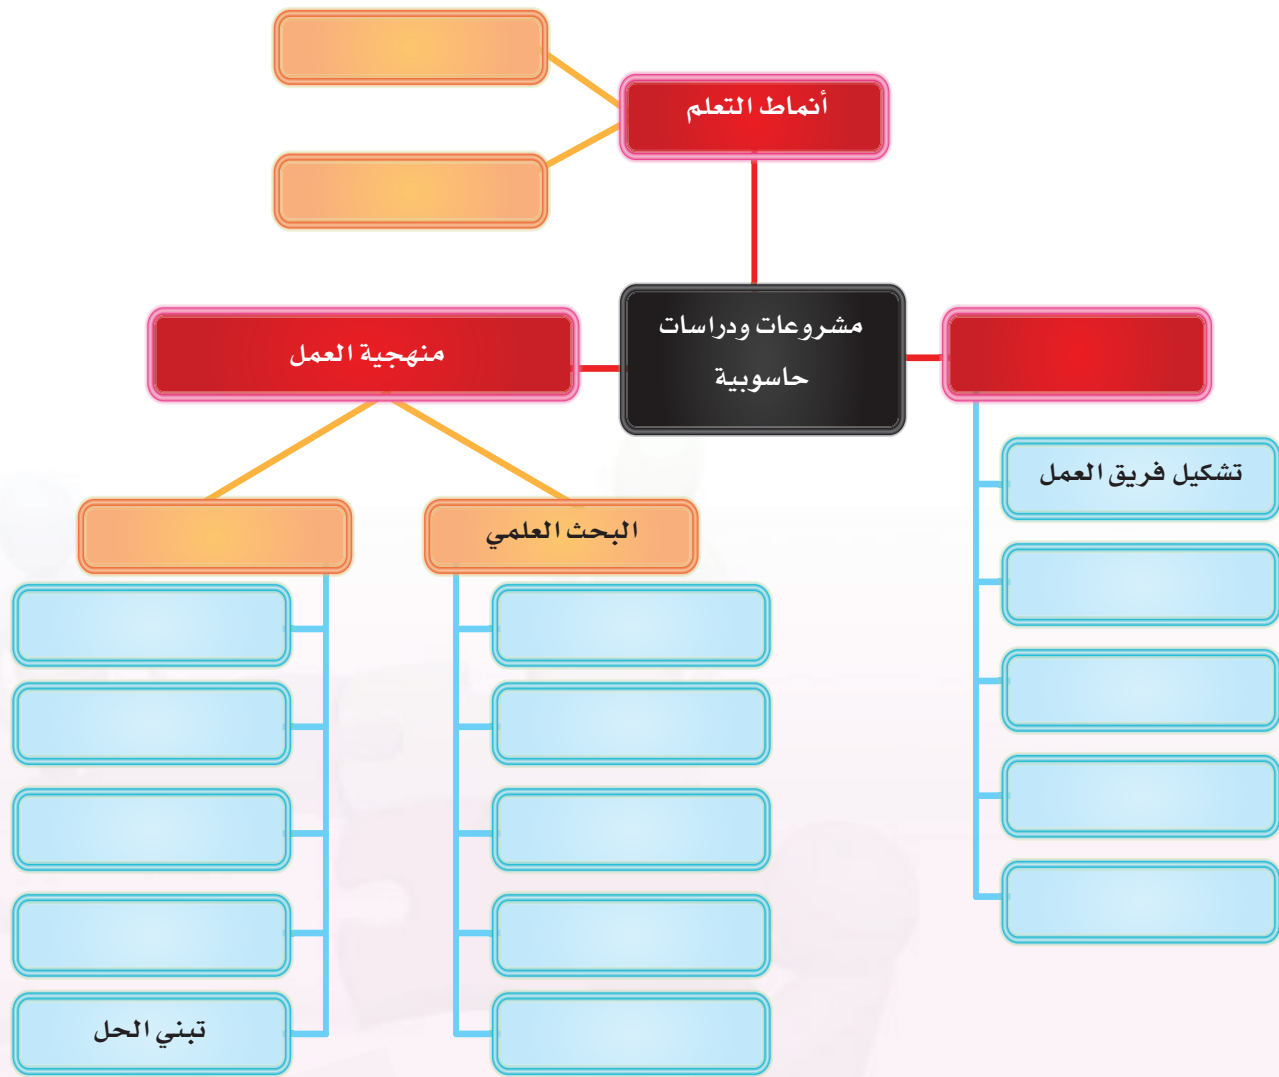 أنماط التعلم
مشروعات ودراسات
حاسوبية
منهجية العمل
تشكيل فريق العمل
البحث العلمي
تبني الحل